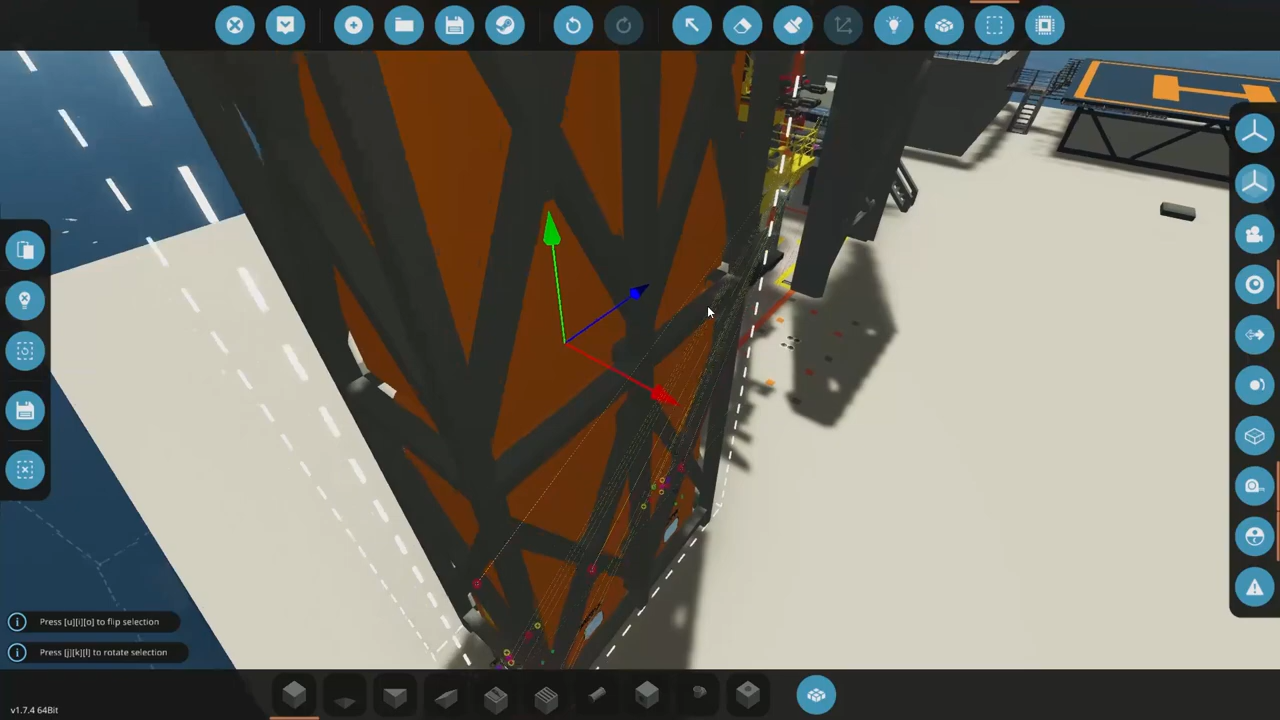 Press [u][i][o] to flip selection
Press [j][k][l] to rotate selection
v1.7.4 64Bit